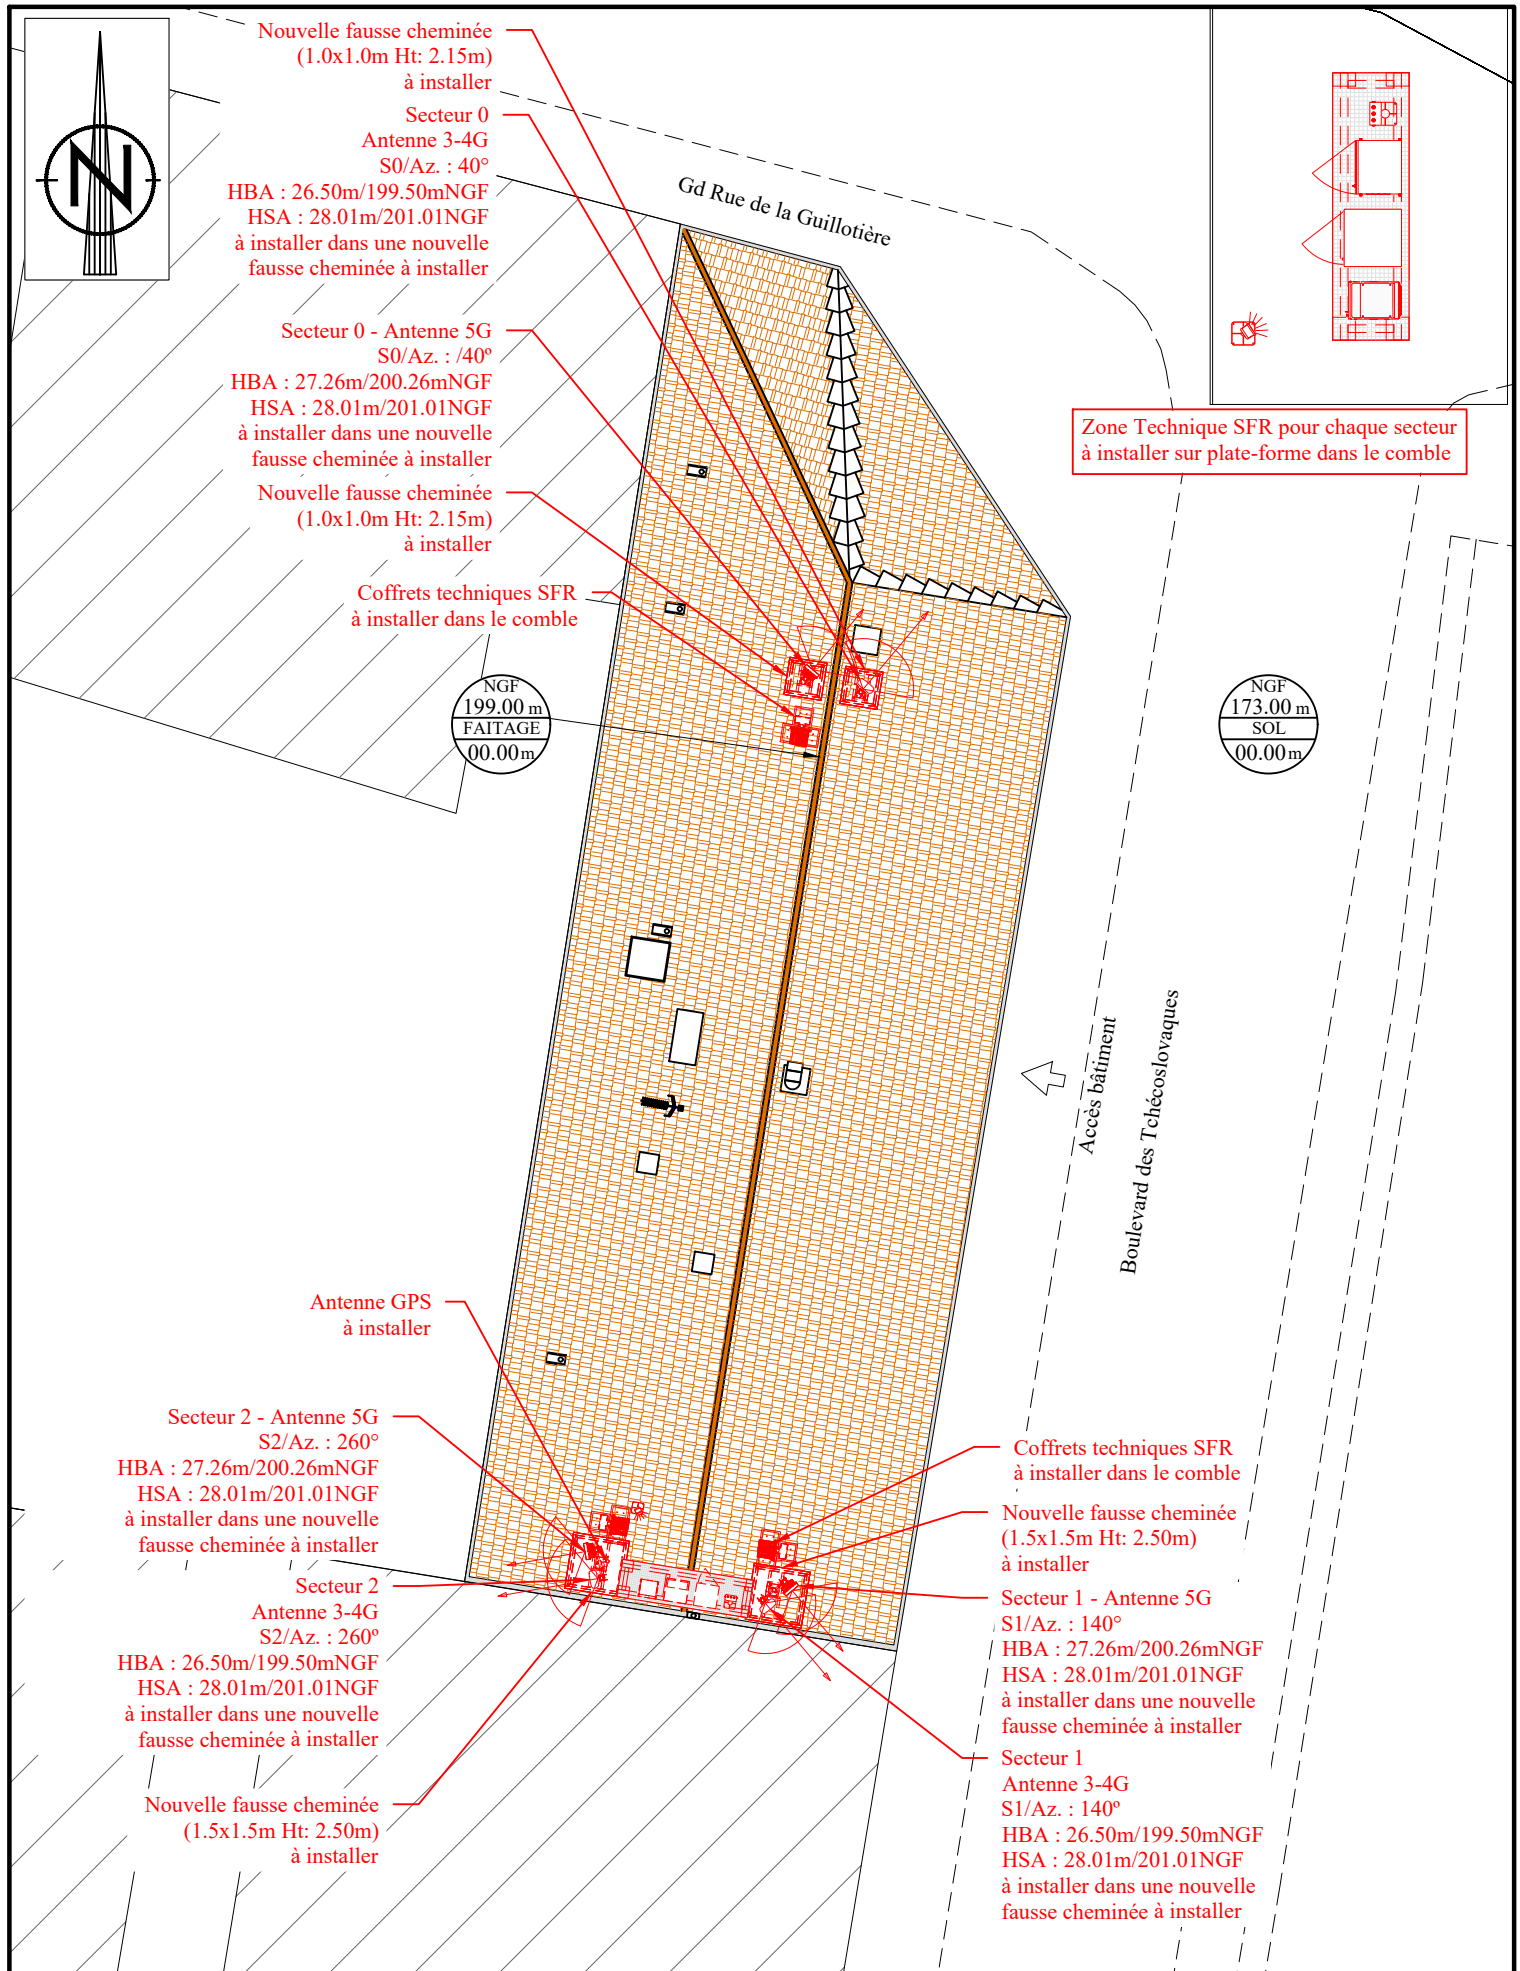 N
Nouvelle fausse cheminée
(1.0x1.0m Ht: 2.15m)
à installer
Secteur 0
Antenne 3-4G
S0/Az. : 40°
HBA : 26.50m/199.50mNGF
HSA : 28.01m/201.01NGF
à installer dans une nouvelle
fausse cheminée à installer
Secteur 0 - Antenne 5G
S0/Az. : /40º
HBA : 27.26m/200.26mNGF
HSA : 28.01m/201.01NGF
à installer dans une nouvelle
fausse cheminée à installer
Nouvelle fausse cheminée
(1.0x1.0m Ht: 2.15m)
à installer
Coffrets techniques SFR
à installer dans le comble
Gd Rue de la Guillotière
Zone Technique SFR pour chaque secteur
à installer sur plate-forme dans le comble
NGF
199.00 m
FAITAGE
00.00m
NGF
173.00 m
SOL
00.00m
Accès bâtiment
Boulevard des Tchécoslovaques
Antenne GPS
à installer
Secteur 2 - Antenne 5G
S2/Az. : 260°
HBA : 27.26m/200.26mNGF
HSA : 28.01m/201.01NGF
à installer dans une nouvelle
fausse cheminée à installer
Secteur 2
Antenne 3-4G
S2/Az. : 260º
HBA : 26.50m/199.50mNGF
HSA : 28.01m/201.01NGF
à installer dans une nouvelle
fausse cheminée à installer
Nouvelle fausse cheminée
(1.5x1.5m Ht: 2.50m)
à installer
Coffrets techniques SFR
à installer dans le comble
Nouvelle fausse cheminée
(1.5x1.5m Ht: 2.50m)
à installer
Secteur 1 - Antenne 5G
S1/Az. : 140°
HBA : 27.26m/200.26mNGF
HSA : 28.01m/201.01NGF
à installer dans une nouvelle
fausse cheminée à installer
Secteur 1
Antenne 3-4G
S1/Az. : 140º
HBA : 26.50m/199.50mNGF
HSA : 28.01m/201.01NGF
à installer dans une nouvelle
fausse cheminée à installer